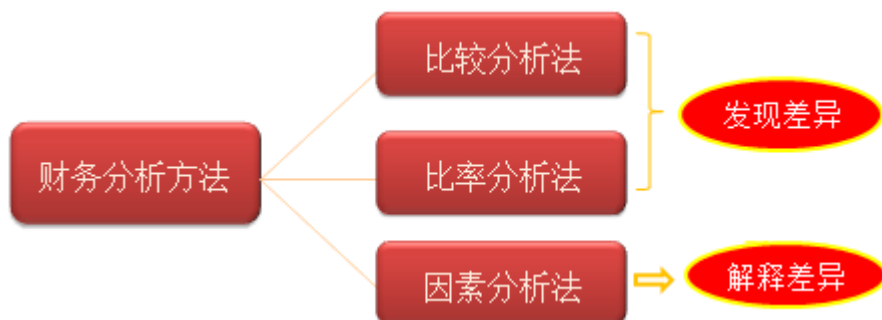 财务分析方法
比较分析法
比率分析法
因素分析法
发现差异
解释差异